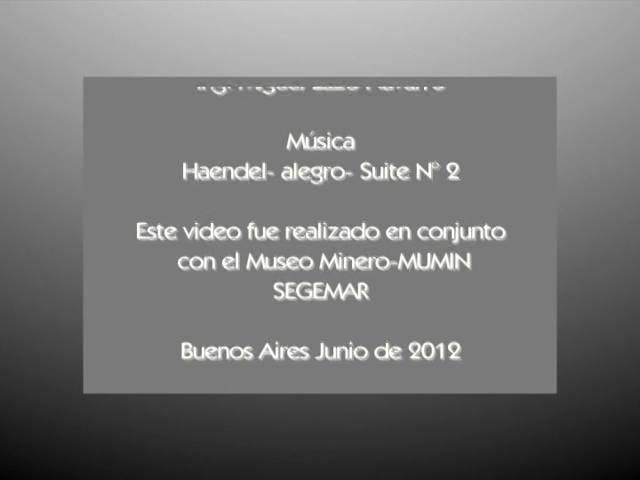 Música
Haendel- alegro- Suite N° 2
Este video fue realizado en conjunto
con el Museo Minero-MUMIN
SEGEMAR
Buenos Aires Junio de 2012